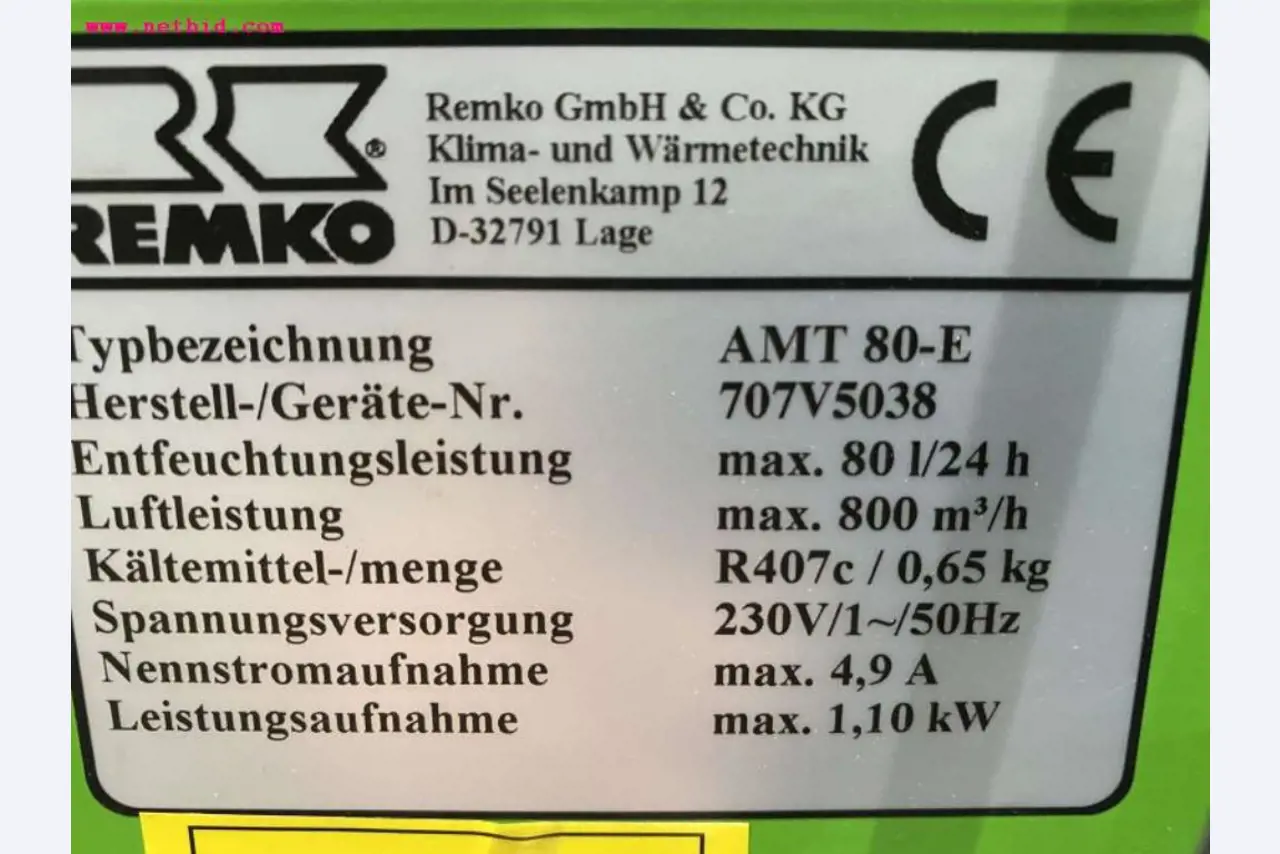 www.netbid.com
RK®
REMKO
Remko GmbH & Co. KG
Klima- und Wärmetechnik
Im Seelenkamp 12
D-32791 Lage
CE
Typbezeichnung AMT 80-E
Herstell-/Geräte-Nr. 707V5038
Entfeuchtungsleistung max. 80 l/24 h
Luftleistung max. 800 m³/h
Kältemittel-/menge R407c / 0,65 kg
Spannungsversorgung 230V/1~/50Hz
Nennstromaufnahme max. 4,9 A
Leistungsaufnahme max. 1,10 kW